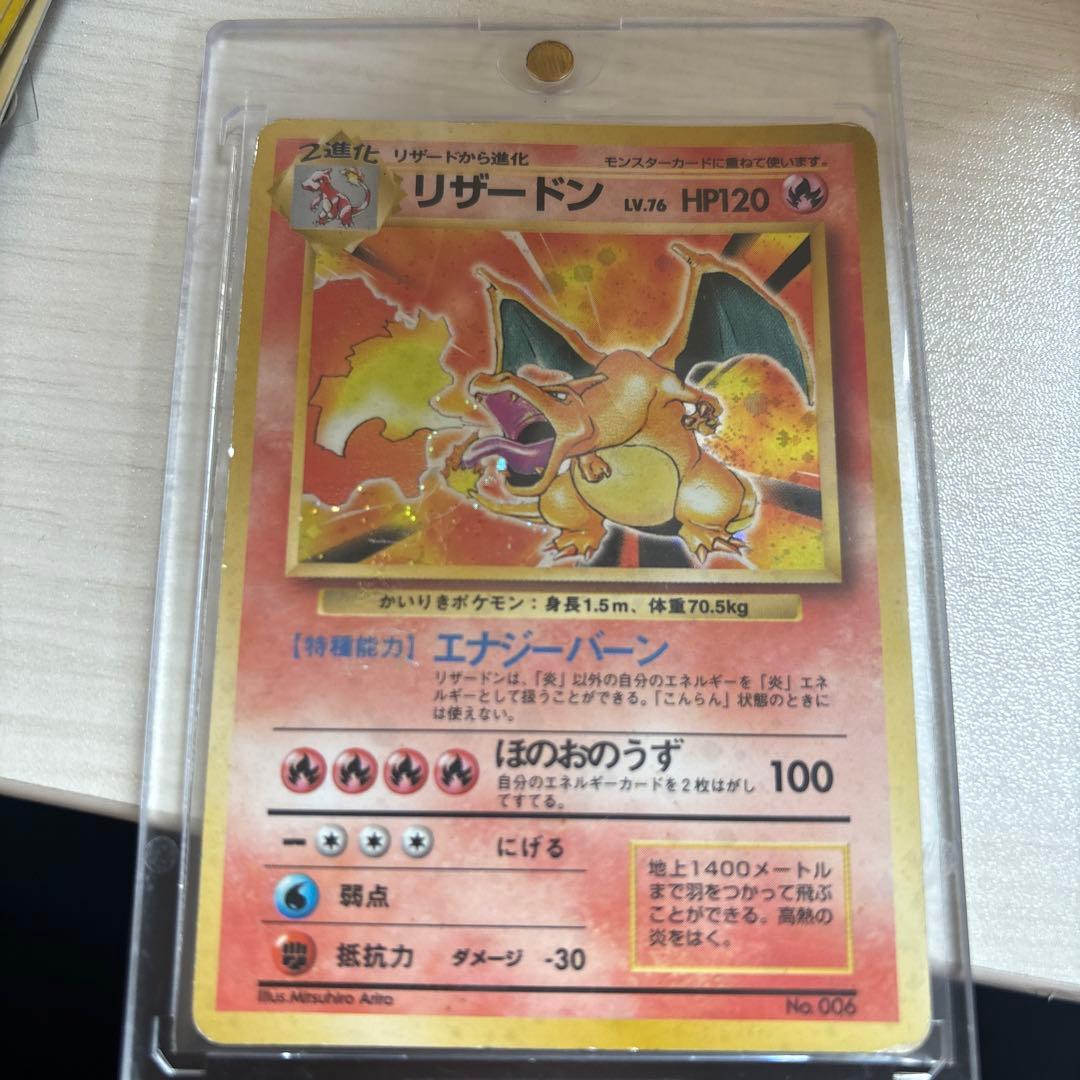 2進化
リザードから進化
モンスターカードに重ねて使います。
リザードン LV.76 HP120
かいりきポケモン：身長1.5m、体重70.5kg
【特種能力】 エナジーバーン
リザードンは、「炎」以外の自分のエネルギーを「炎」エネ
ルギーとして扱うことができる。「こんらん」状態のときに
は使えない。
ほのおのうず
100
自分のエネルギーカードを2枚はがし
てすてる。
ー にげる
弱点
抵抗力 ダメージ -30
地上1400メートル
まで羽をつかって飛ぶ
ことができる。高熱の
炎をはく。
Illus.Mitsuhiro Arita
No.006